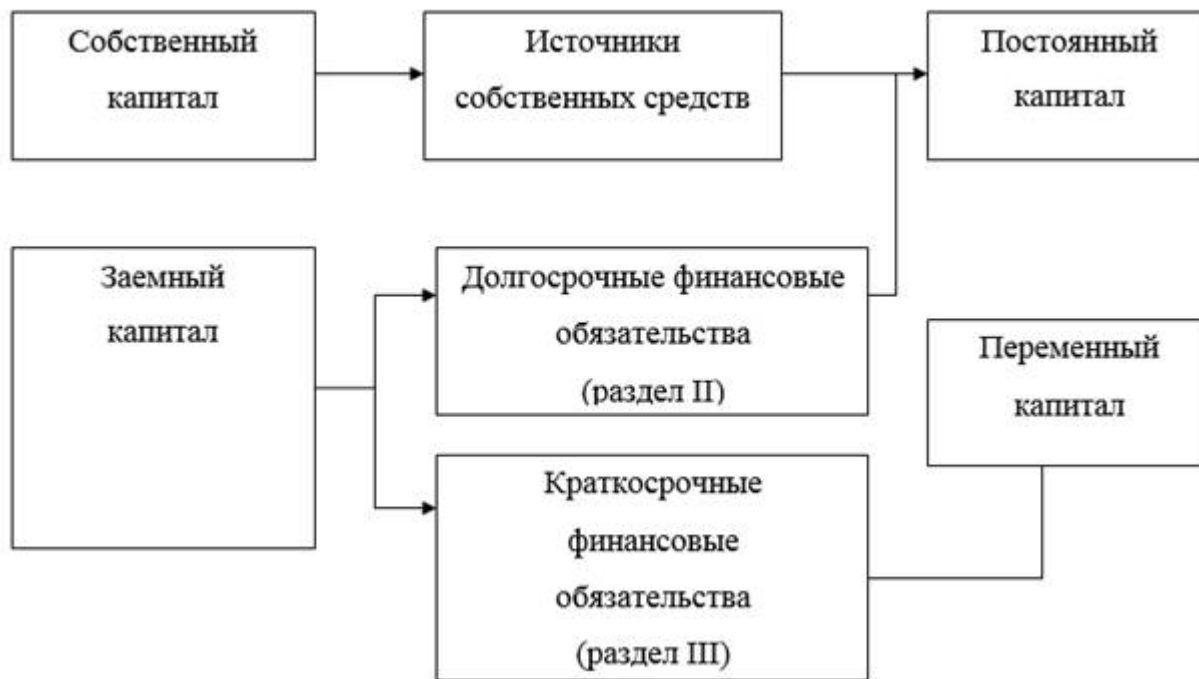 Собственный
капитал
Источники
собственных средств
Постоянный
капитал
Заемный
капитал
Долгосрочные финансовые
обязательства
(раздел II)
Переменный
капитал
Краткосрочные
финансовые
обязательства
(раздел III)